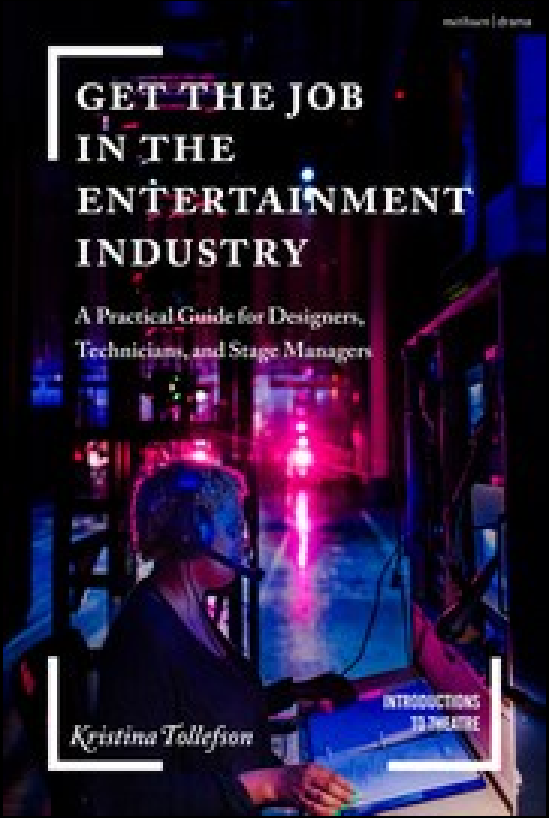 methuen | drama
GET THE JOB
IN THE
ENTERTAINMENT
INDUSTRY
A Practical Guide for Designers,
Technicians, and Stage Managers
INTRODUCTIONS
TO THEATRE
Kristina Tollefson